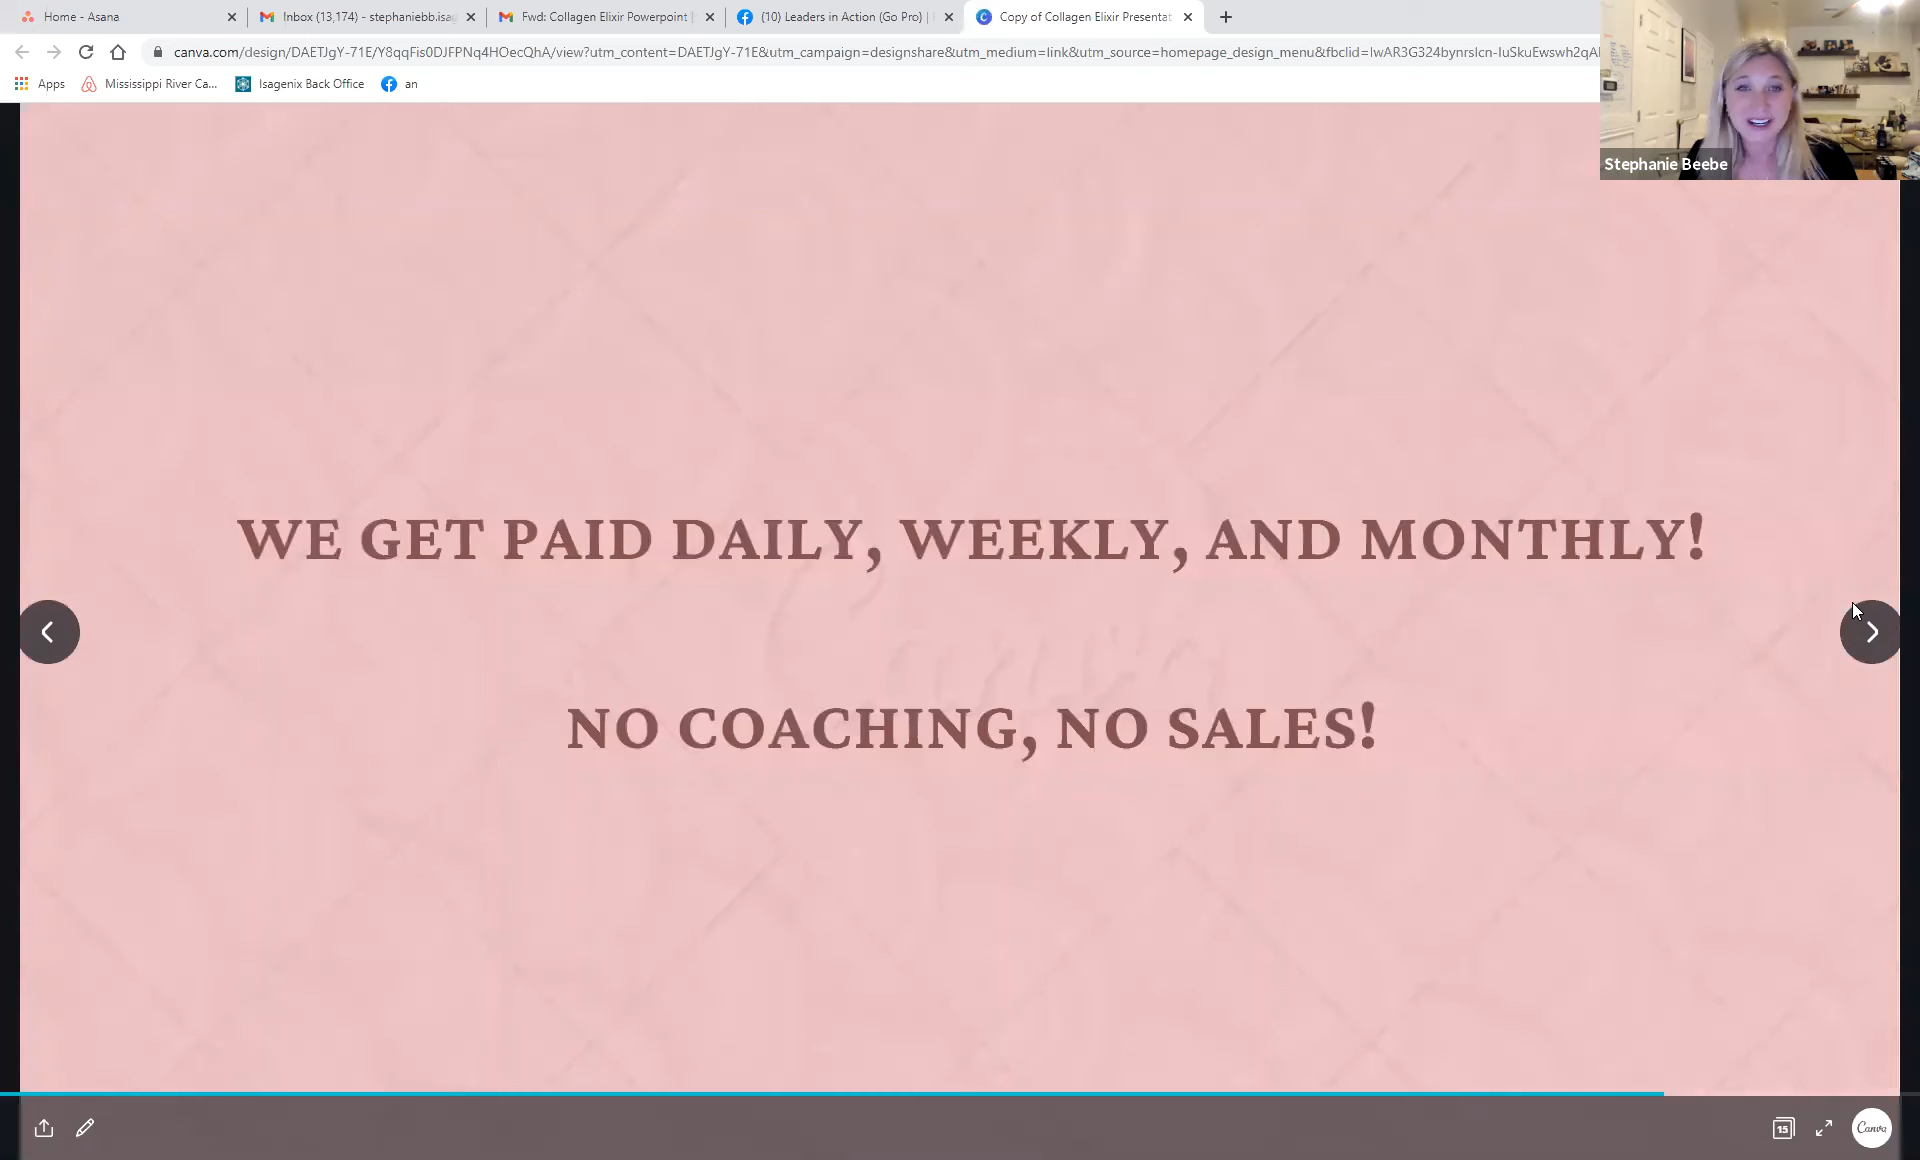 Home - Asana
Inbox (13,174) - stephaniebb.isag
Fwd: Collagen Elixir Powerpoint
(10) Leaders in Action (Go Pro) |
Copy of Collagen Elixir Presentat
canva.com/design/DAETJgY-71E/Y8qqFis0DJFPNq4HOecQhA/view?utm_content=DAETJgY-71E&utm_campaign=designshare&utm_medium=link&utm_source=homepage_design_menu&fbclid=IwAR3G324bynrslcn-IuSkuEwswh2qAl
Apps
Mississippi River Ca...
Isagenix Back Office
an
Stephanie Beebe
WE GET PAID DAILY, WEEKLY, AND MONTHLY!
NO COACHING, NO SALES!
15
Canva